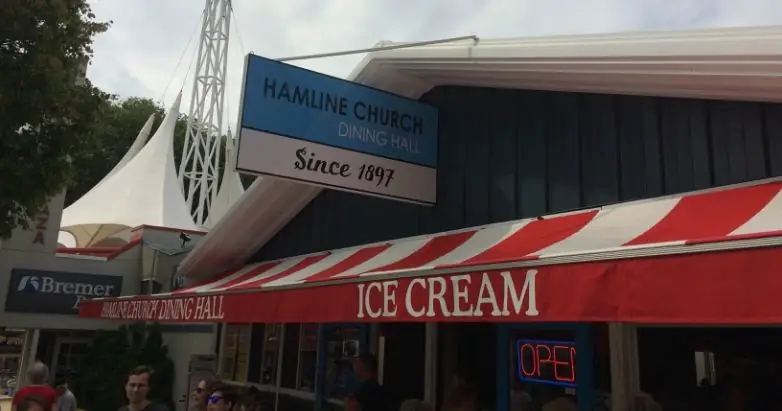 HAMLINE CHURCH
DINING HALL
Since 1897
Bremer
HAMLINE CHURCH DINING HALL
ICE CREAM
OPEN